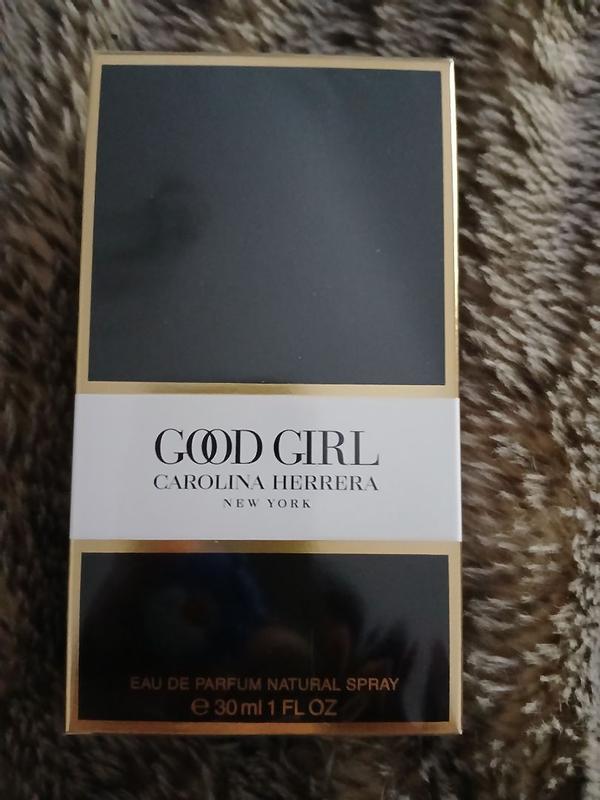 GOOD GIRL
CAROLINA HERRERA
NEW YORK
EAU DE PARFUM NATURAL SPRAY
℮ 30 ml 1 FL OZ